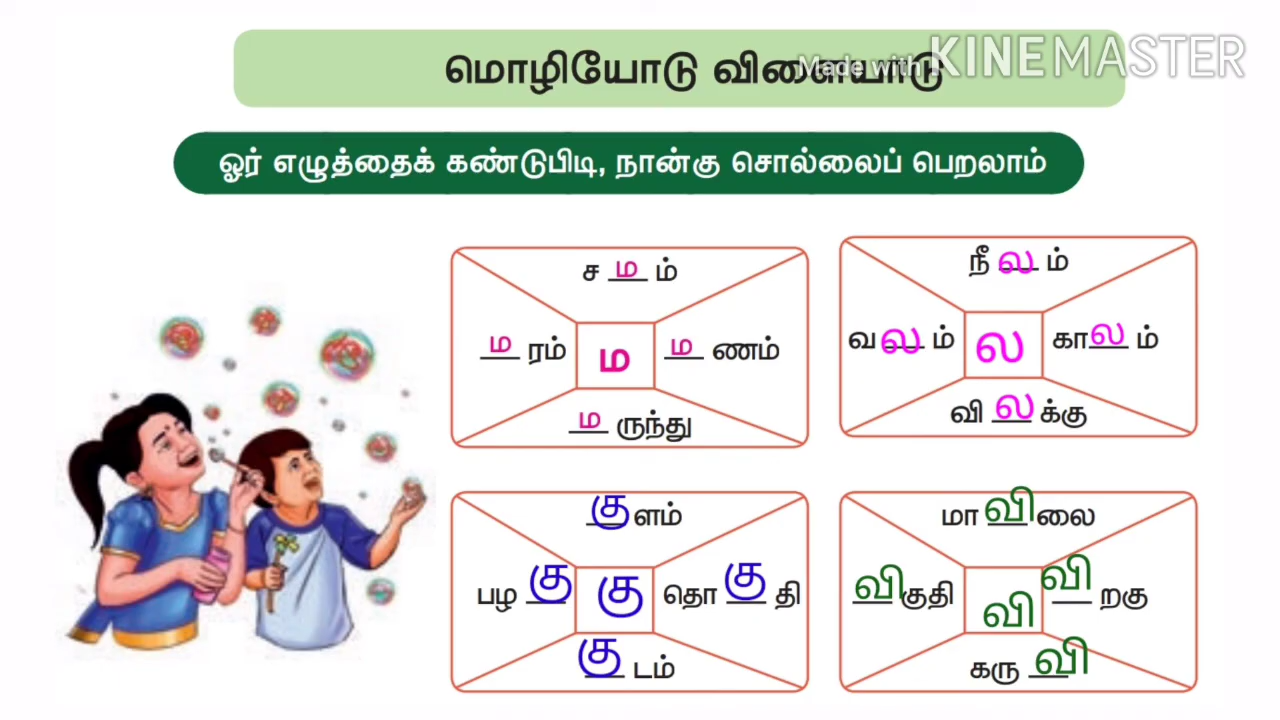 மொழியோடு விளையாடு
Made with KINEMASTER
ஓர் எழுத்தைக் கண்டுபிடி, நான்கு சொல்லைப் பெறலாம்
ச ம ம்
ம ரம்
ம
ம ணம்
ம ருந்து
நீ ல ம்
வ ல ம்
ல
கா ல ம்
வி ல க்கு
கு ளம்
பழ கு
கு
தொ கு தி
கு டம்
மா வி லை
வி குதி
வி
வி றகு
கரு வி